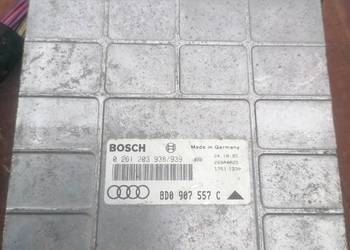 BOSCH Made in Germany
0 261 203 938/939
8D0 907 557 C